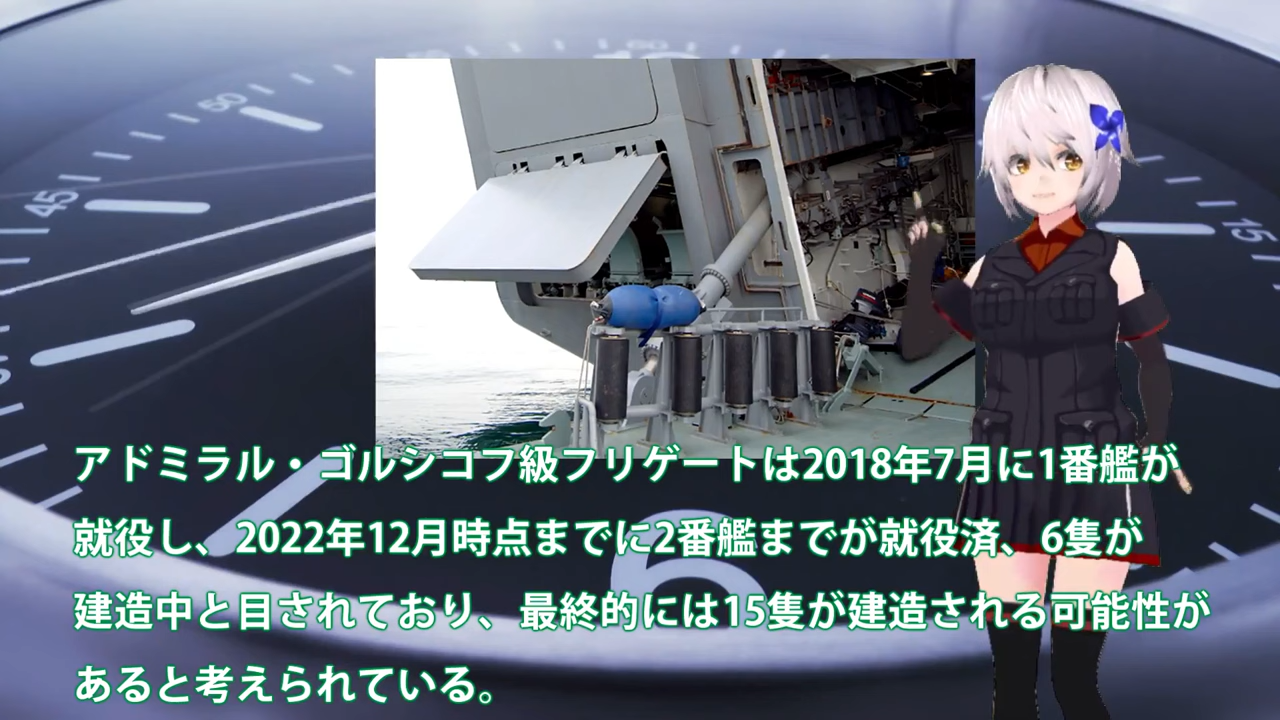 60
50
45
15
6
アドミラル・ゴルシコフ級フリゲートは2018年7月に1番艦が
就役し、2022年12月時点までに2番艦までが就役済、6隻が
建造中と目されており、最終的には15隻が建造される可能性が
あると考えられている。